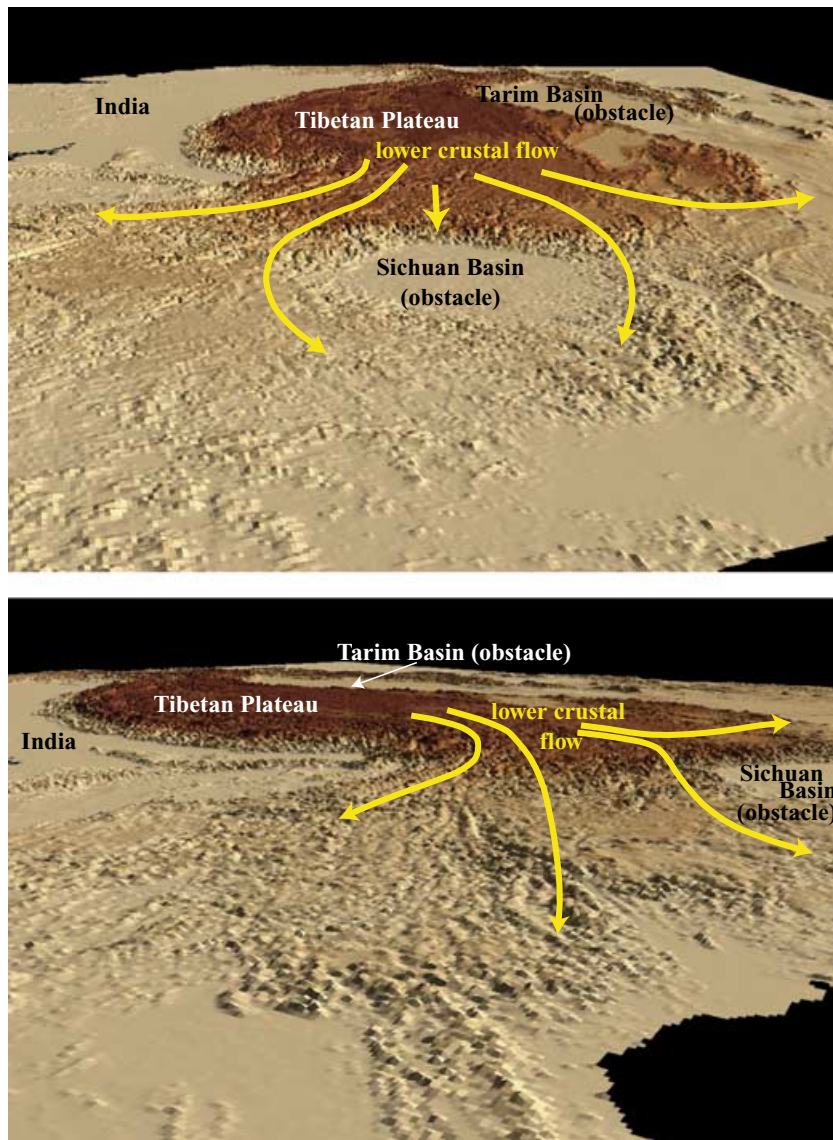 India
Tarim Basin
(obstacle)
Tibetan Plateau
lower crustal flow
Sichuan Basin
(obstacle)
Tarim Basin (obstacle)
Tibetan Plateau
lower crustal
flow
India
Sichuan
Basin
(obstacle)